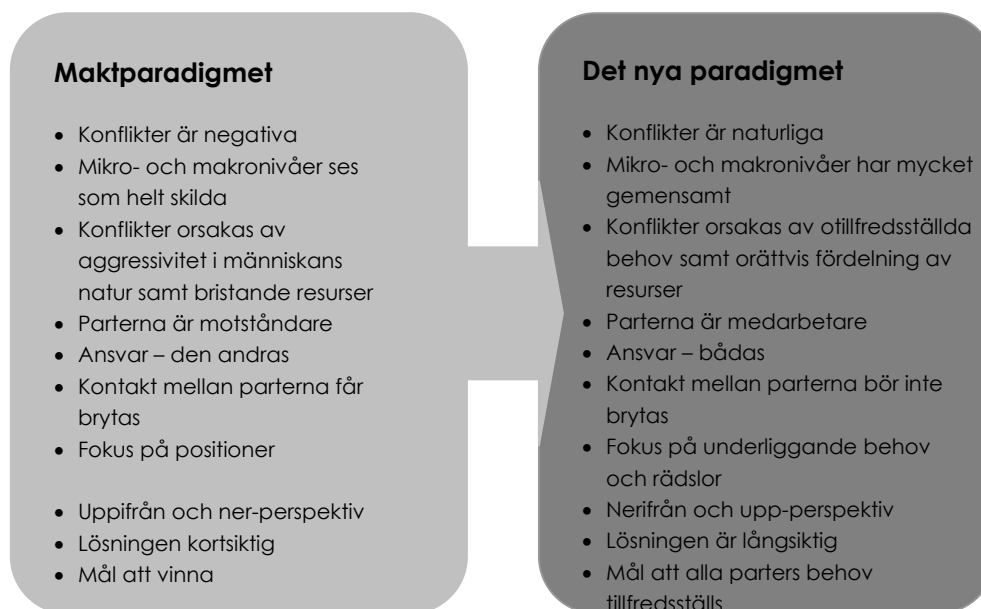 Maktparadigmet
• Konflikter är negativa
• Mikro- och makronivåer ses
som helt skilda
• Konflikter orsakas av
aggressivitet i människans
natur samt bristande resurser
• Parterna är motståndare
• Ansvar – den andras
• Kontakt mellan parterna får
brytas
• Fokus på positioner
• Uppifrån och ner-perspektiv
• Lösningen kortsiktig
• Mål att vinna
Det nya paradigmet
• Konflikter är naturliga
• Mikro- och makronivåer har mycket
gemensamt
• Konflikter orsakas av otillfredsställda
behov samt orättvis fördelning av
resurser
• Parterna är medarbetare
• Ansvar – bådas
• Kontakt mellan parterna bör inte
brytas
• Fokus på underliggande behov
och rädslor
• Nerifrån och upp-perspektiv
• Lösningen är långsiktig
• Mål att alla parters behov
tillfredsställs